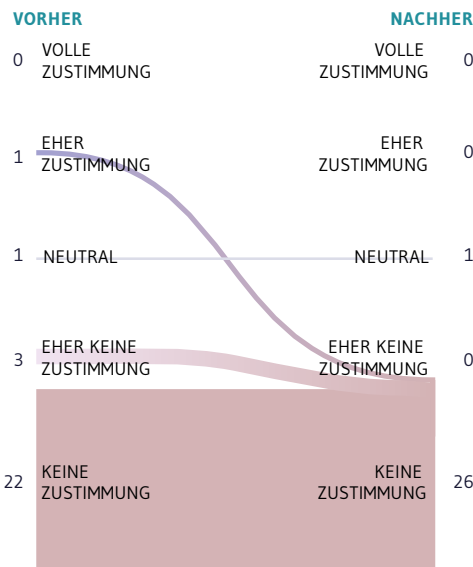 VORHER NACHHER
0 VOLLE ZUSTIMMUNG VOLLE ZUSTIMMUNG 0
1 EHER ZUSTIMMUNG EHER ZUSTIMMUNG 0
1 NEUTRAL NEUTRAL 1
3 EHER KEINE ZUSTIMMUNG EHER KEINE ZUSTIMMUNG 0
22 KEINE ZUSTIMMUNG KEINE ZUSTIMMUNG 26